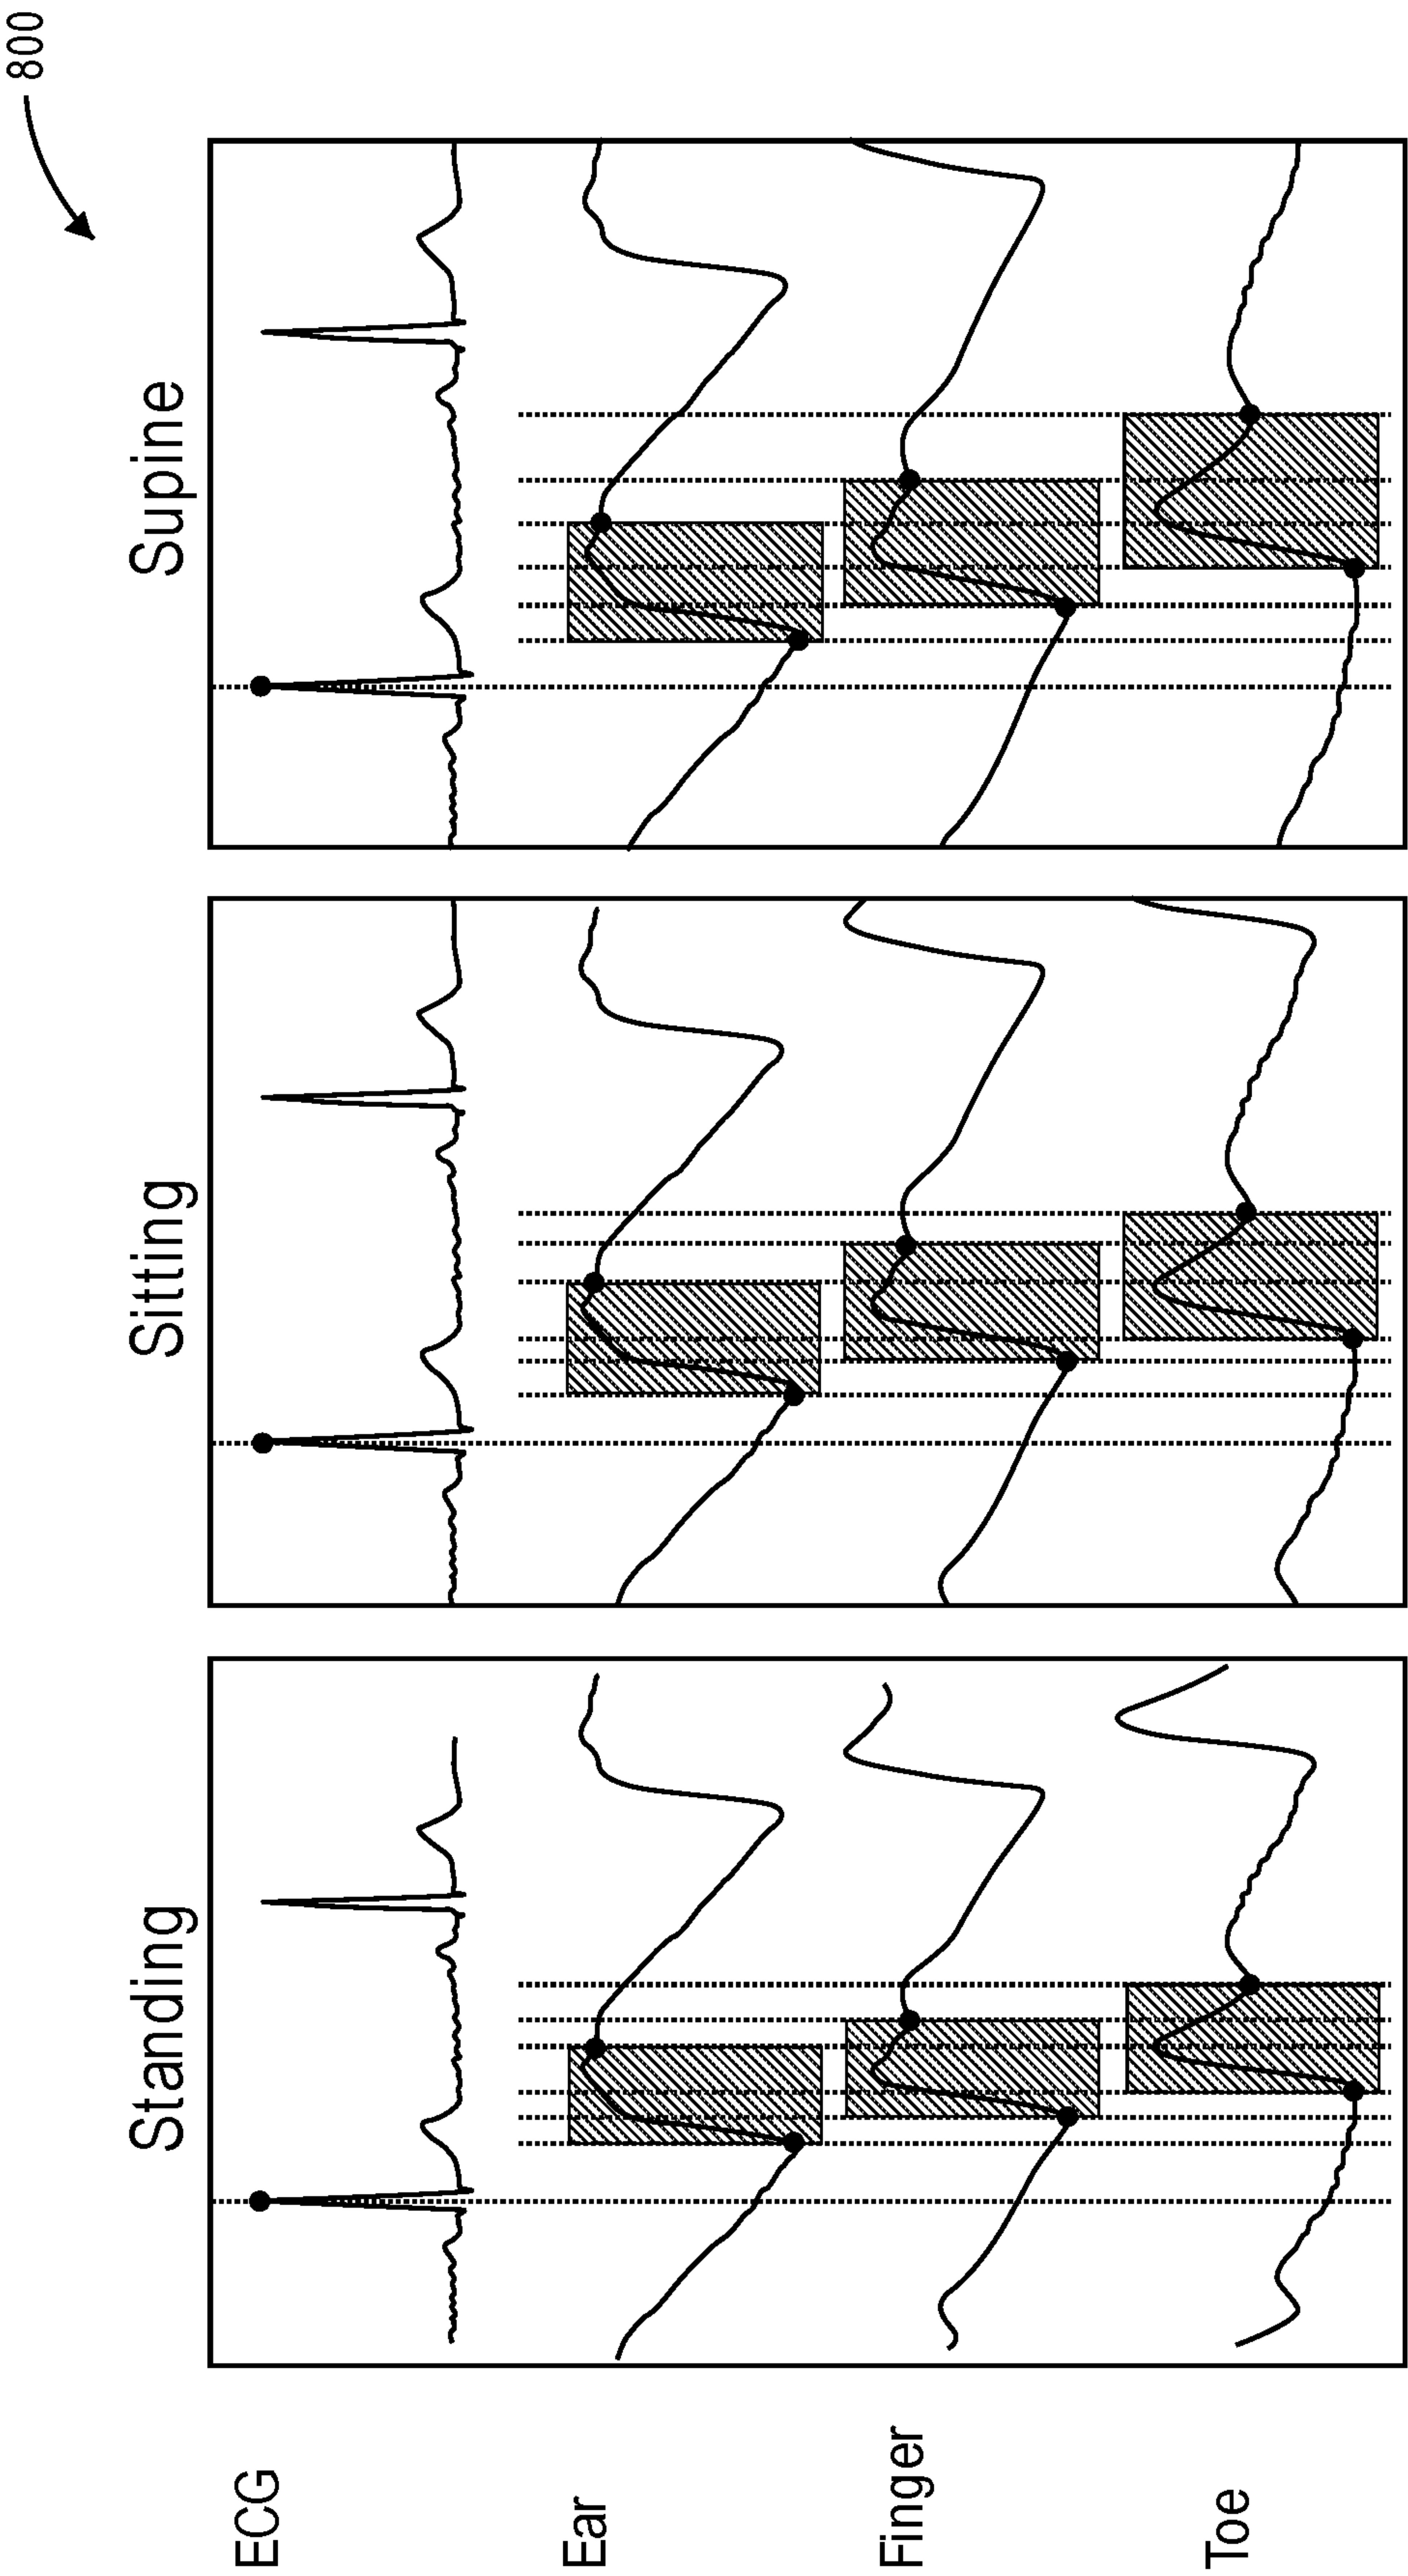 800
Standing
Sitting
Supine
ECG
Ear
Finger
Toe